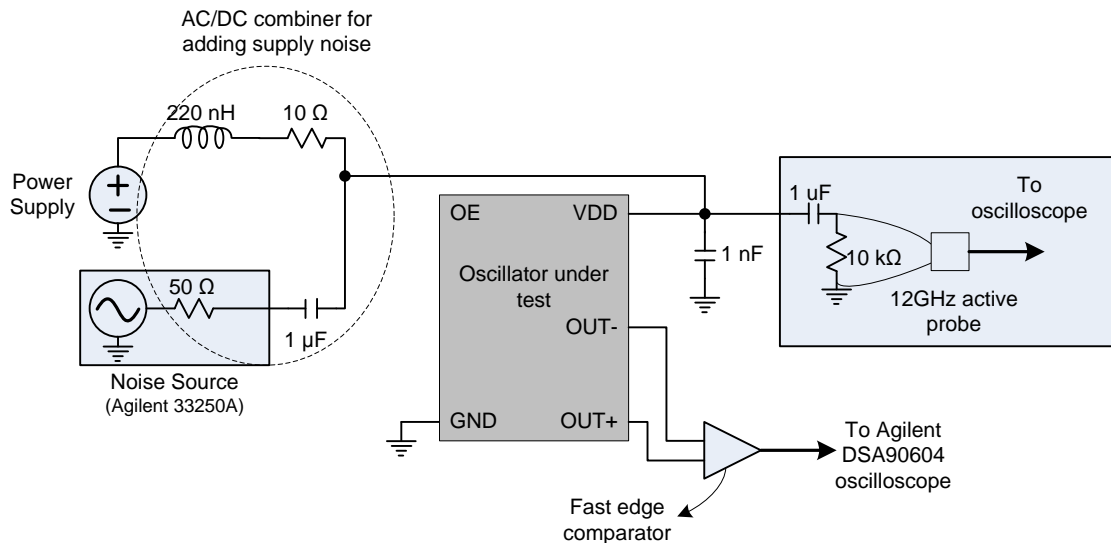 AC/DC combiner for
adding supply noise
220 nH
10 Ω
Power
Supply
50 Ω
1 µF
Noise Source
(Agilent 33250A)
OE
VDD
Oscillator under
test
OUT-
GND
OUT+
1 nF
1 uF
10 kΩ
To
oscilloscope
12GHz active
probe
To Agilent
DSA90604
oscilloscope
Fast edge
comparator